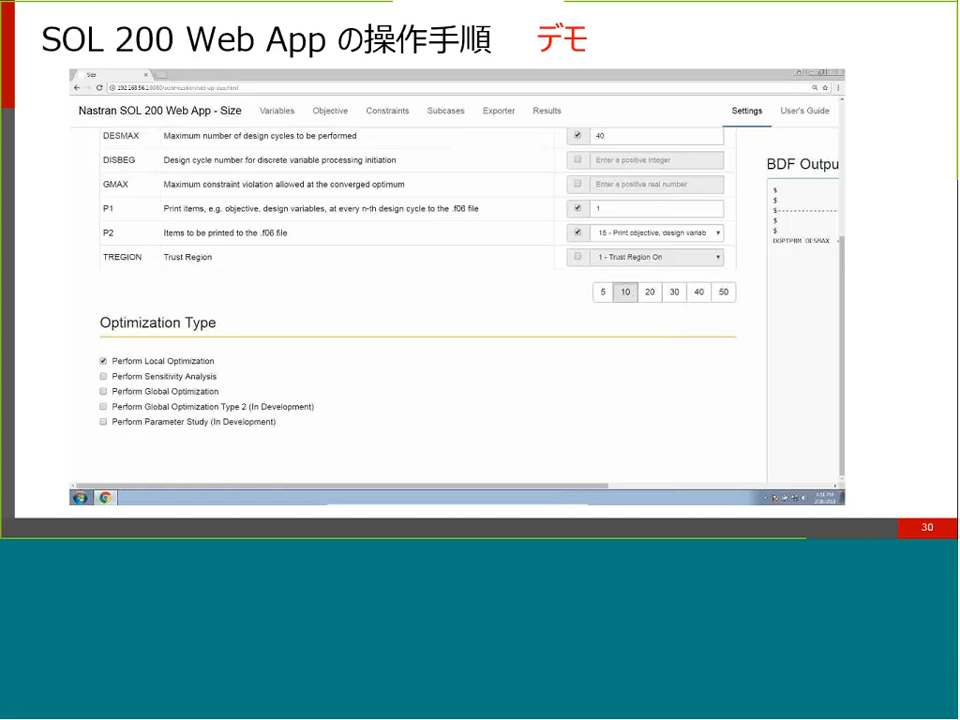 SOL 200 Web App の操作手順 デモ
Size
Nastran SOL 200 Web App - Size Variables Objective Constraints Subcases Exporter Results Settings User's Guide
DESMAX Maximum number of design cycles to be performed 40
DISBEG Design cycle number for discrete variable processing initiation Enter a positive integer
GMAX Maximum constraint violation allowed at the converged optimum Enter a positive real number
P1 Print items, e.g. objective, design variables, at every n-th design cycle to the .f06 file 1
P2 Items to be printed to the .f06 file 15 - Print objective, design variab
TREGION Trust Region 1 - Trust Region On
BDF Outpu
$
$
$--------------
$
$
DOPTPRM DESMAX
5 10 20 30 40 50
Optimization Type
Perform Local Optimization
Perform Sensitivity Analysis
Perform Global Optimization
Perform Global Optimization Type 2 (In Development)
Perform Parameter Study (In Development)
30